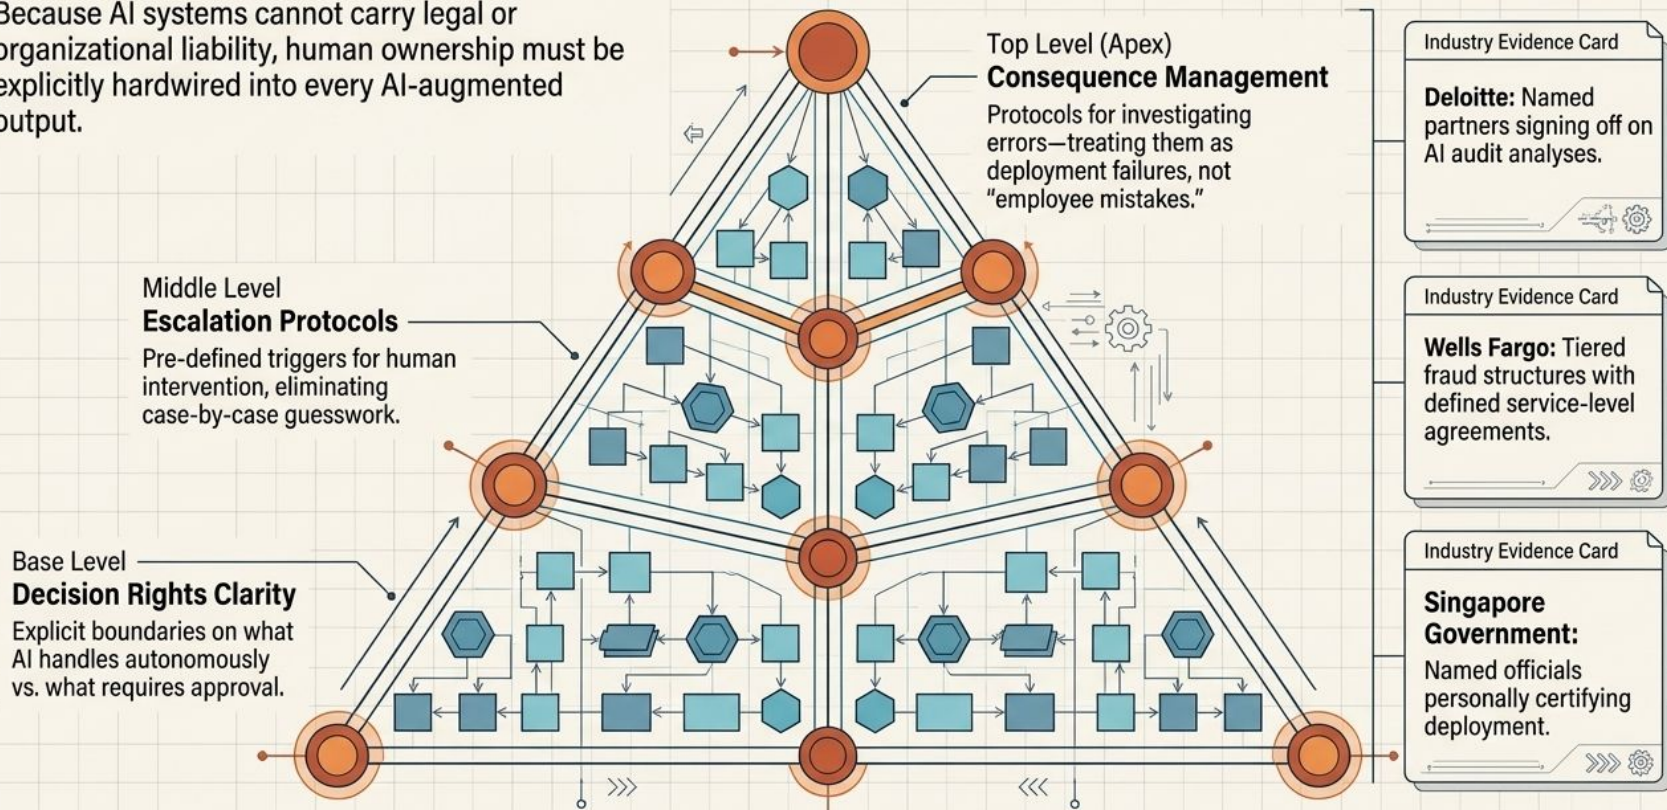 Because AI systems cannot carry legal or
organizational liability, human ownership must be
explicitly hardwired into every AI-augmented
output.
Top Level (Apex)
Consequence Management
Protocols for investigating
errors—treating them as
deployment failures, not
“employee mistakes.”
Middle Level
Escalation Protocols
Pre-defined triggers for human
intervention, eliminating
case-by-case guesswork.
Base Level
Decision Rights Clarity
Explicit boundaries on what
AI handles autonomously
vs. what requires approval.
Industry Evidence Card
Deloitte: Named
partners signing off on
AI audit analyses.
Industry Evidence Card
Wells Fargo: Tiered
fraud structures with
defined service-level
agreements.
Industry Evidence Card
Singapore
Government:
Named officials
personally certifying
deployment.